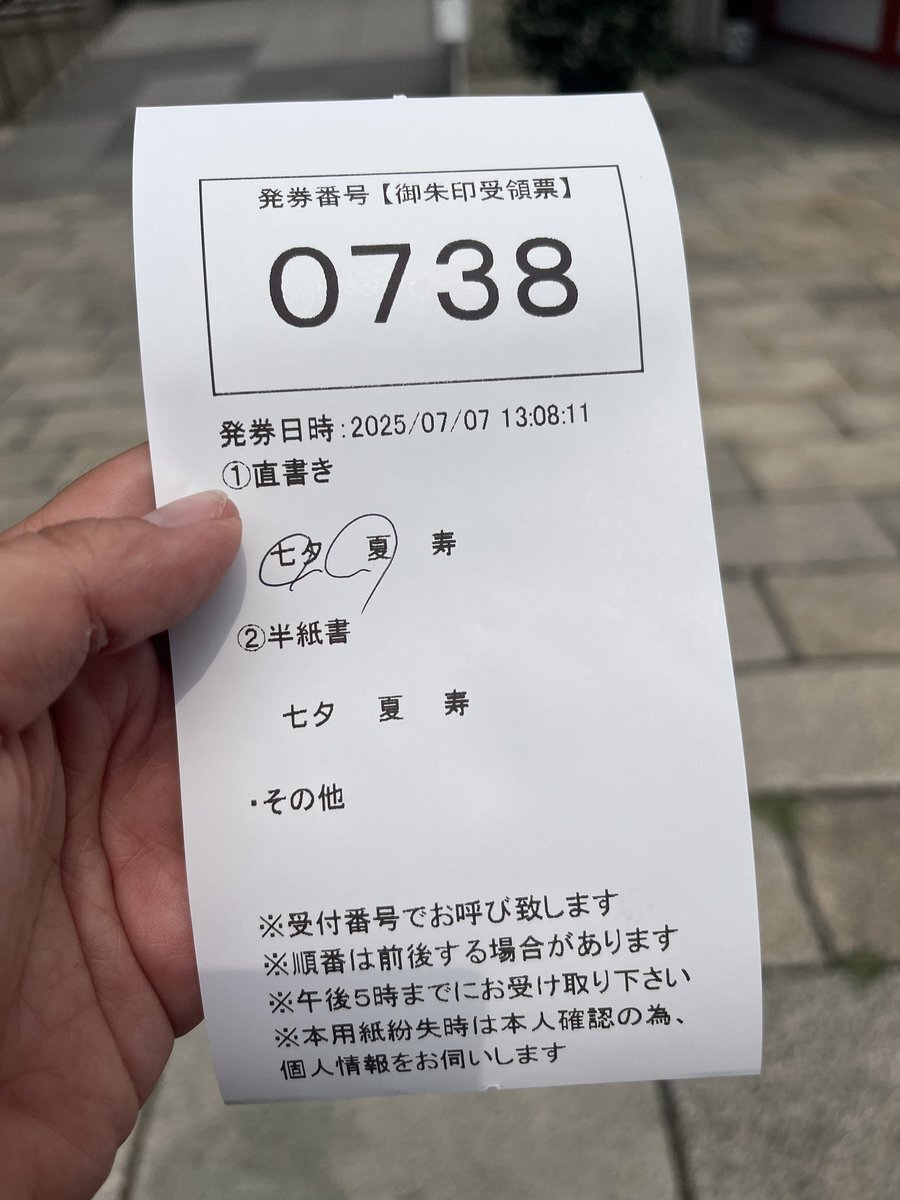 発券番号【御朱印受領票】
0738
発券日時:2025/07/07 13:08:11
①直書き
七夕 夏 寿
②半紙書
七夕 夏 寿
・その他
※受付番号でお呼び致します
※順番は前後する場合があります
※午後5時までにお受け取り下さい
※本用紙紛失時は本人確認の為、
個人情報をお伺いします